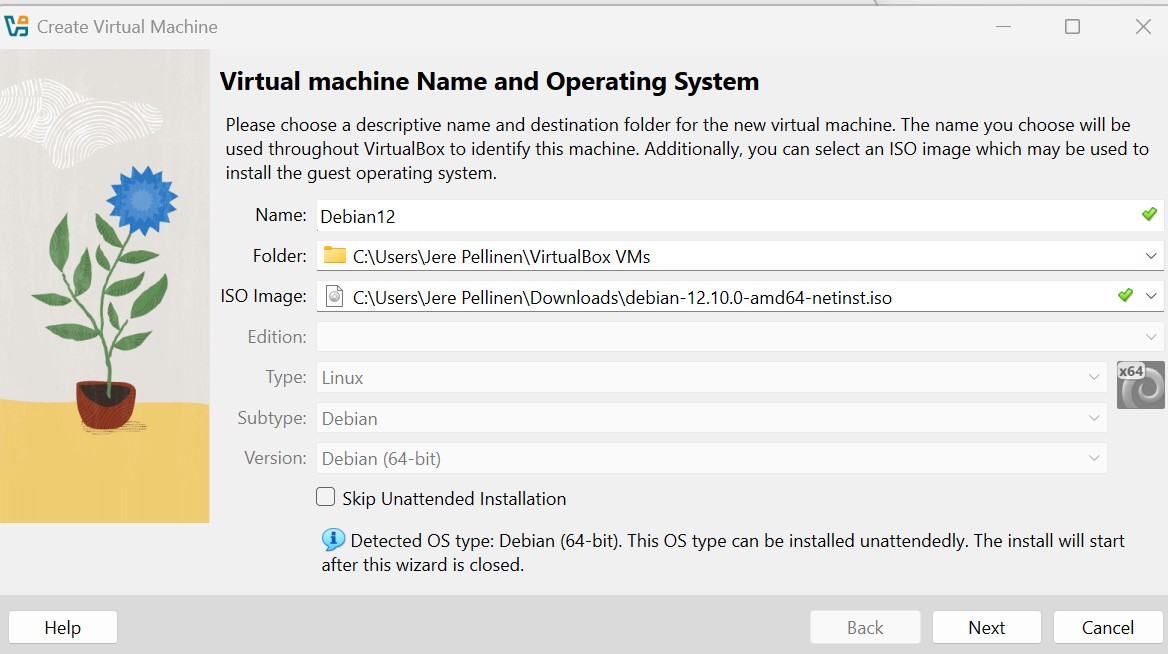 Create Virtual Machine
Virtual machine Name and Operating System
Please choose a descriptive name and destination folder for the new virtual machine. The name you choose will be
used throughout VirtualBox to identify this machine. Additionally, you can select an ISO image which may be used to
install the guest operating system.
Name: Debian12
Folder: C:\Users\Jere Pellinen\VirtualBox VMs
ISO Image: C:\Users\Jere Pellinen\Downloads\debian-12.10.0-amd64-netinst.iso
Edition:
Type: Linux x64
Subtype: Debian
Version: Debian (64-bit)
Skip Unattended Installation
Detected OS type: Debian (64-bit). This OS type can be installed unattendedly. The install will start
after this wizard is closed.
Help Back Next Cancel